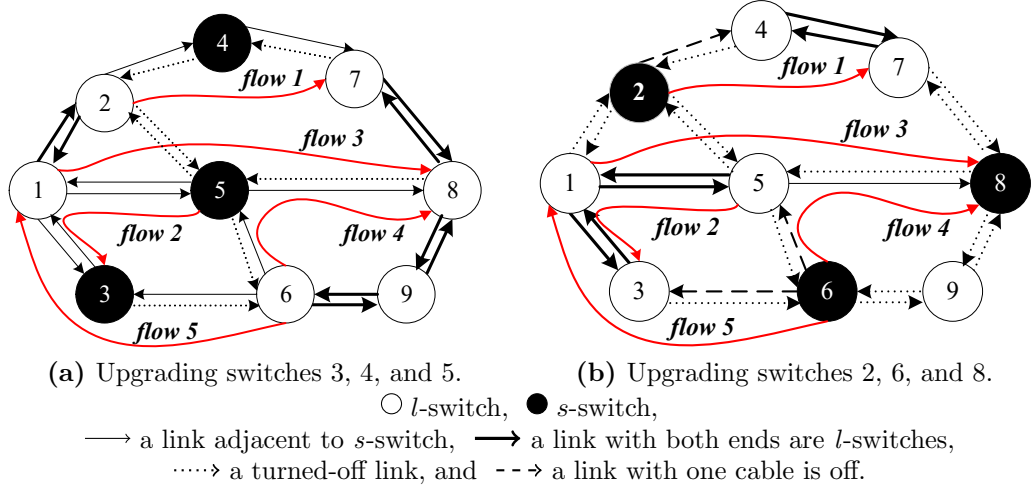 4
flow 1
7
2
flow 3
1
5
8
flow 2
flow 4
3
6
9
flow 5
4
flow 1
7
2
flow 3
1
5
8
flow 2
flow 4
3
6
9
flow 5
(a) Upgrading switches 3, 4, and 5.
(b) Upgrading switches 2, 6, and 8.
l-switch, s-switch,
a link adjacent to s-switch, a link with both ends are l-switches,
a turned-off link, and a link with one cable is off.